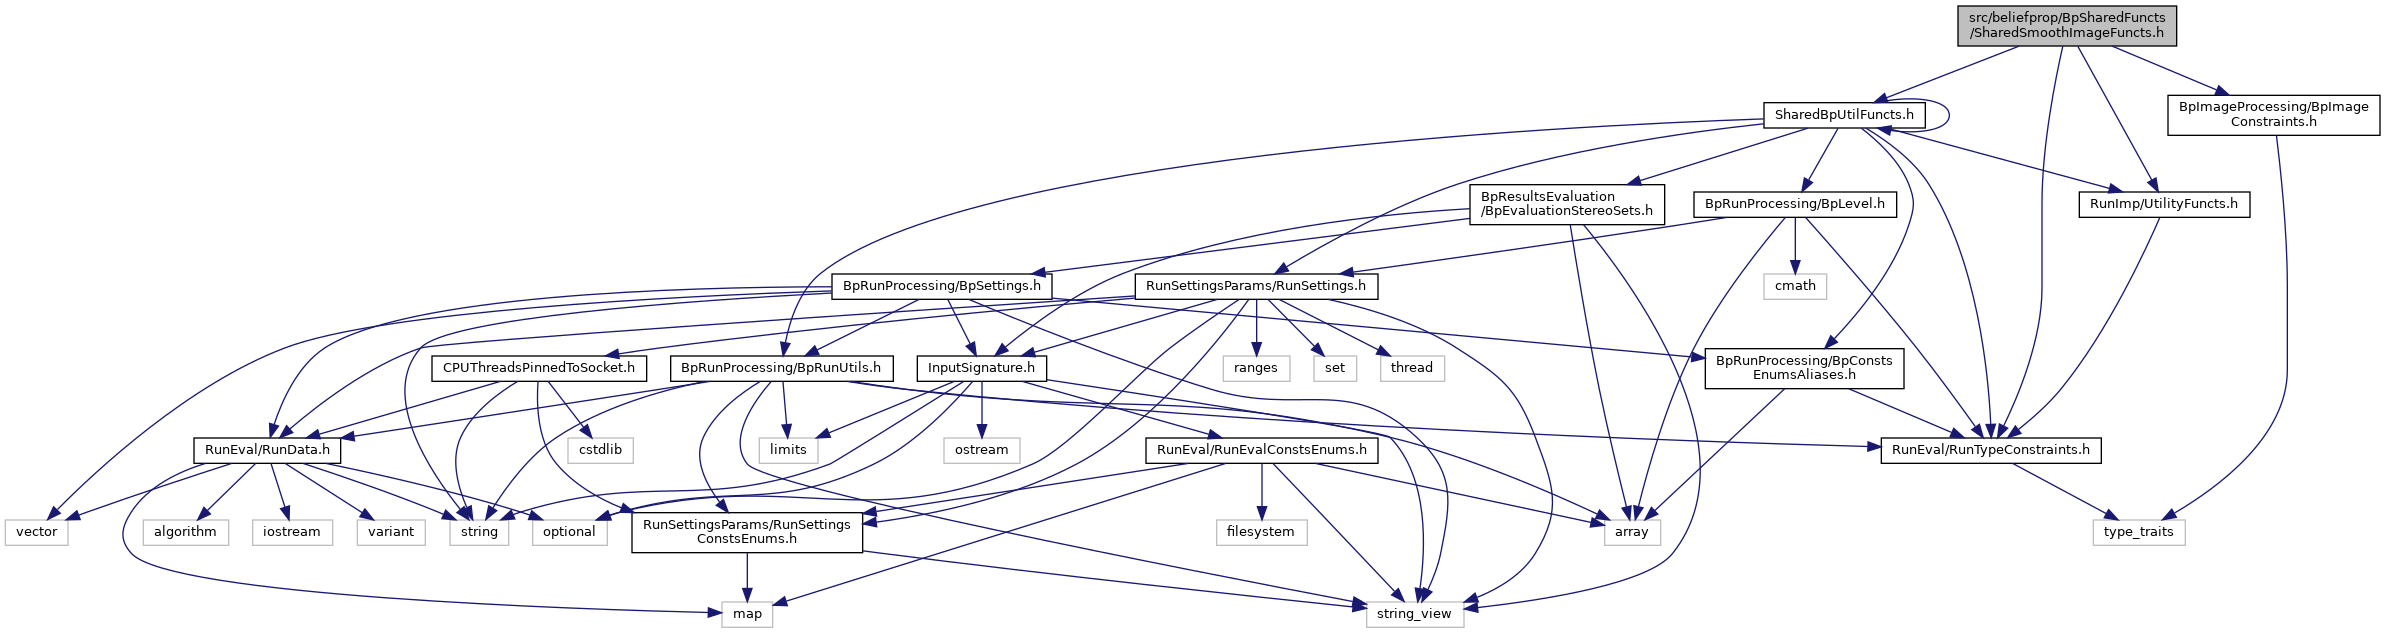 src/beliefprop/BpSharedFuncts
/SharedSmoothImageFuncts.h
SharedBpUtilFuncts.h
BpImageProcessing/BpImage
Constraints.h
BpResultsEvaluation
/BpEvaluationStereoSets.h
BpRunProcessing/BpLevel.h
RunImp/UtilityFuncts.h
BpRunProcessing/BpSettings.h
RunSettingsParams/RunSettings.h
cmath
CPUThreadsPinnedToSocket.h
BpRunProcessing/BpRunUtils.h
InputSignature.h
ranges
set
thread
BpRunProcessing/BpConsts
EnumsAliases.h
RunEval/RunData.h
cstdlib
limits
ostream
RunEval/RunEvalConstsEnums.h
RunEval/RunTypeConstraints.h
vector
algorithm
iostream
variant
string
optional
RunSettingsParams/RunSettings
ConstsEnums.h
filesystem
array
type_traits
map
string_view